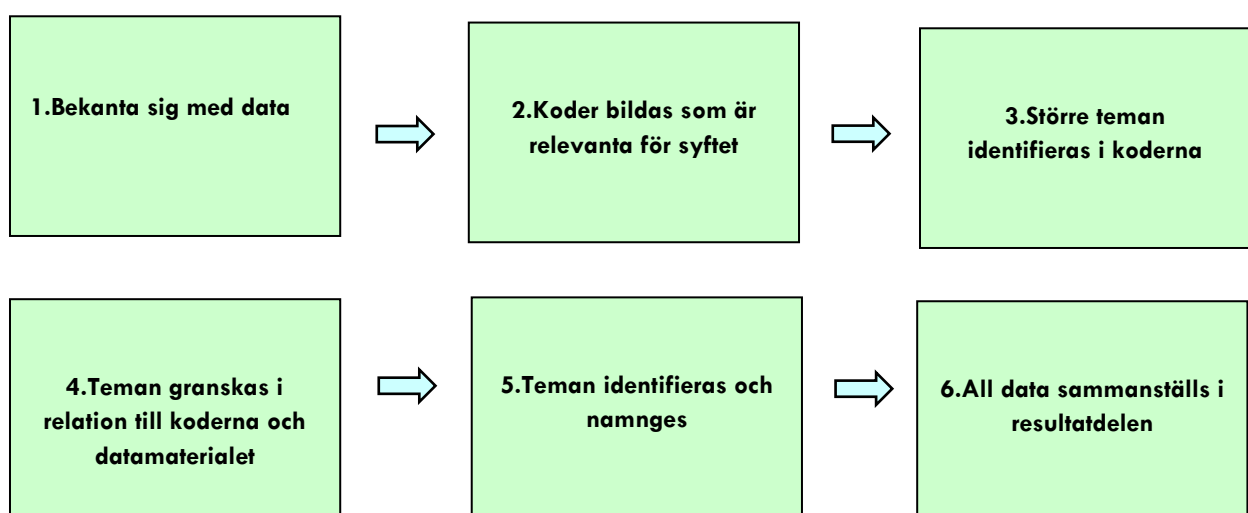 1.Bekanta sig med data
2.Koder bildas som är
relevanta för syftet
3.Större teman
identifieras i koderna
4.Teman granskas i
relation till koderna och
datamaterialet
5.Teman identifieras och
namnges
6.All data sammanställs i
resultatdelen